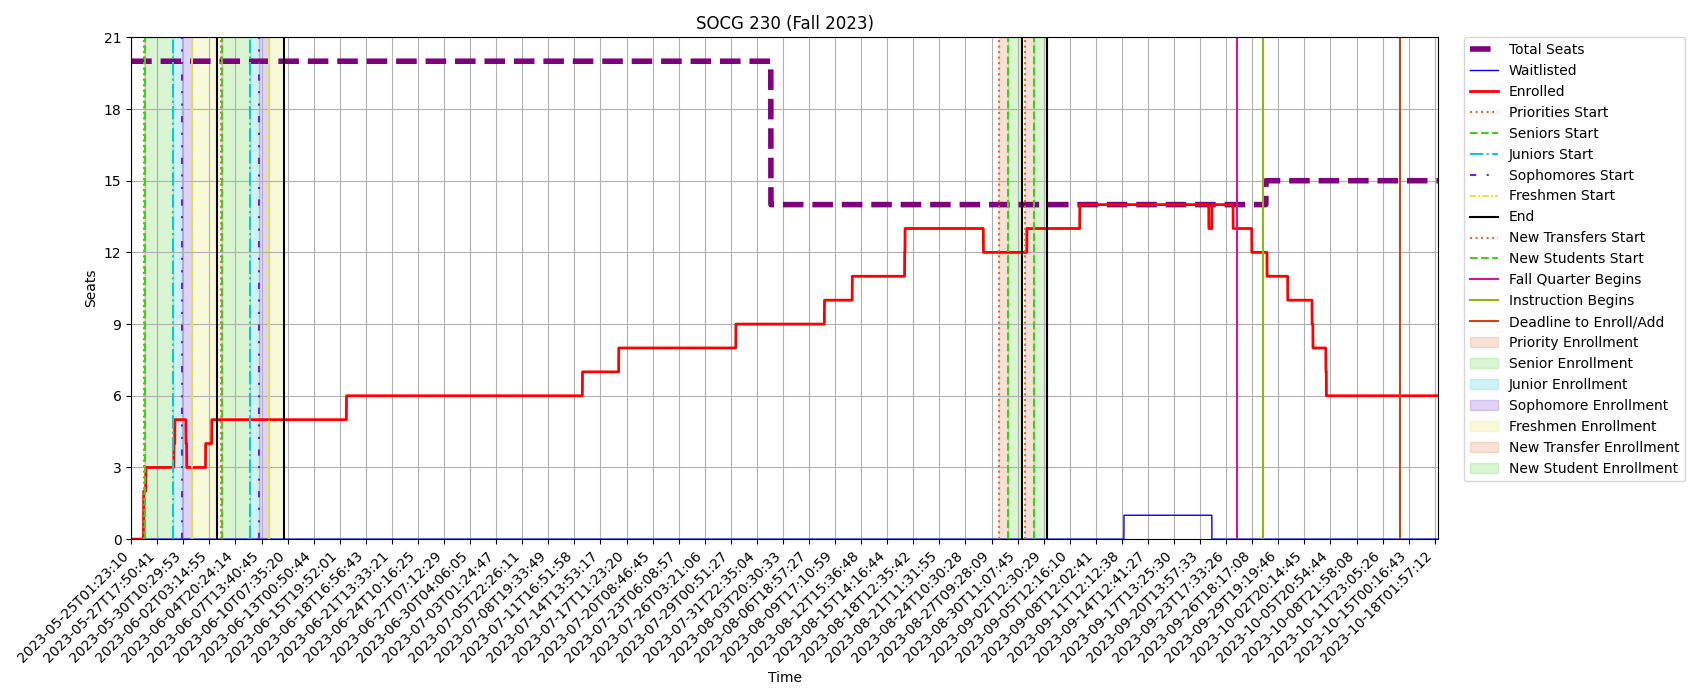 SOCG 230 (Fall 2023)
21
18
15
12
9
6
3
0
Seats
2023-05-25T01:23:10
2023-05-27T17:50:41
2023-05-30T10:29:53
2023-06-02T03:14:55
2023-06-04T20:24:14
2023-06-07T13:40:45
2023-06-10T07:35:20
2023-06-13T00:50:44
2023-06-15T19:52:01
2023-06-18T16:56:43
2023-06-21T13:33:21
2023-06-24T10:16:25
2023-06-27T07:12:29
2023-06-30T04:06:05
2023-07-03T01:24:47
2023-07-05T22:26:11
2023-07-08T19:33:49
2023-07-11T16:51:58
2023-07-14T13:53:17
2023-07-17T11:23:20
2023-07-20T08:46:45
2023-07-23T06:08:57
2023-07-26T03:21:06
2023-07-29T00:51:27
2023-07-31T22:35:04
2023-08-03T20:30:33
2023-08-06T18:57:27
2023-08-09T17:10:59
2023-08-12T15:36:48
2023-08-15T14:16:44
2023-08-18T12:35:42
2023-08-21T11:31:55
2023-08-24T10:30:28
2023-08-27T09:28:09
2023-08-30T11:07:45
2023-09-02T12:30:29
2023-09-05T12:16:10
2023-09-08T12:02:41
2023-09-11T12:12:38
2023-09-14T12:41:27
2023-09-17T13:25:30
2023-09-20T13:57:33
2023-09-23T17:33:26
2023-09-26T18:17:08
2023-09-29T19:19:46
2023-10-02T20:14:45
2023-10-05T20:54:44
2023-10-08T21:58:08
2023-10-11T23:05:26
2023-10-15T00:16:43
2023-10-18T01:57:12
Time
Total Seats
Waitlisted
Enrolled
Priorities Start
Seniors Start
Juniors Start
Sophomores Start
Freshmen Start
End
New Transfers Start
New Students Start
Fall Quarter Begins
Instruction Begins
Deadline to Enroll/Add
Priority Enrollment
Senior Enrollment
Junior Enrollment
Sophomore Enrollment
Freshmen Enrollment
New Transfer Enrollment
New Student Enrollment